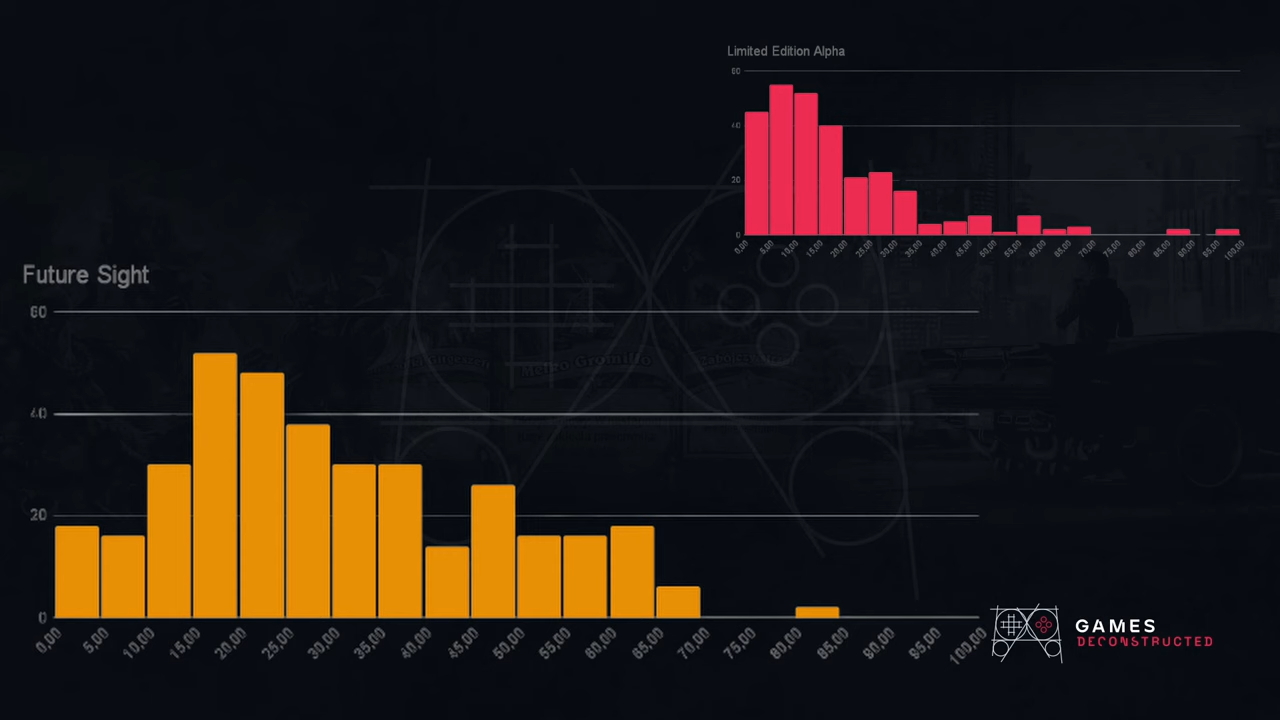 Limited Edition Alpha
60
40
20
0
0,00 5,00 10,00 15,00 20,00 25,00 30,00 35,00 40,00 45,00 50,00 55,00 60,00 65,00 70,00 75,00 80,00 85,00 90,00 95,00 100,00
Future Sight
60
40
20
0
0,00 5,00 10,00 15,00 20,00 25,00 30,00 35,00 40,00 45,00 50,00 55,00 60,00 65,00 70,00 75,00 80,00 85,00 90,00 95,00 100,00
GAMES
DECONSTRUCTED